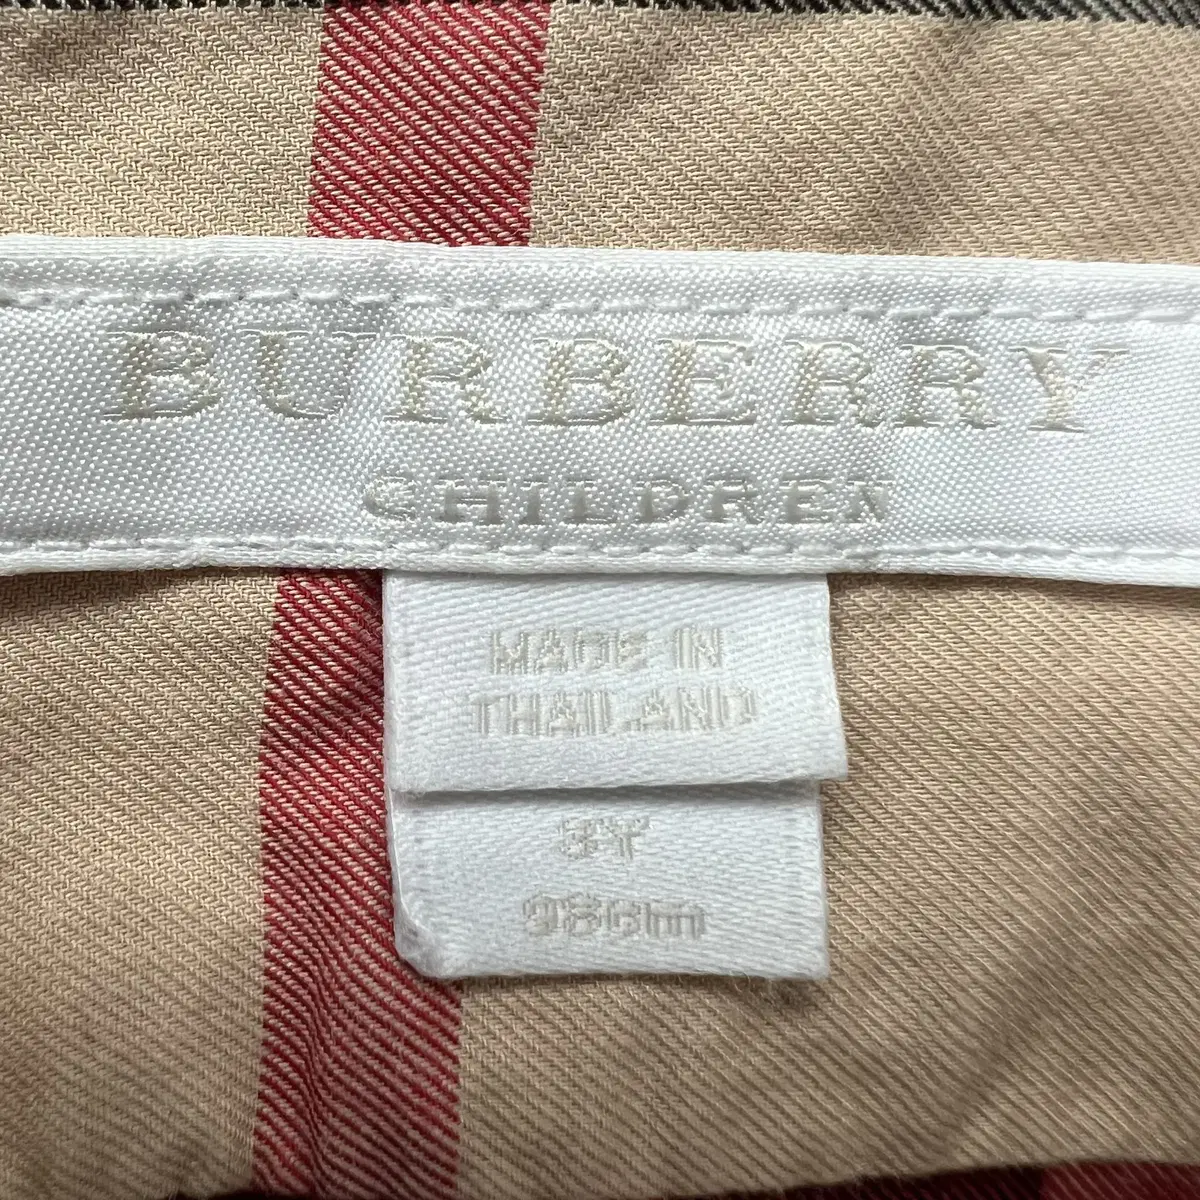 BURBERRY
CHILDREN
MADE IN
THAILAND
3Y
98cm